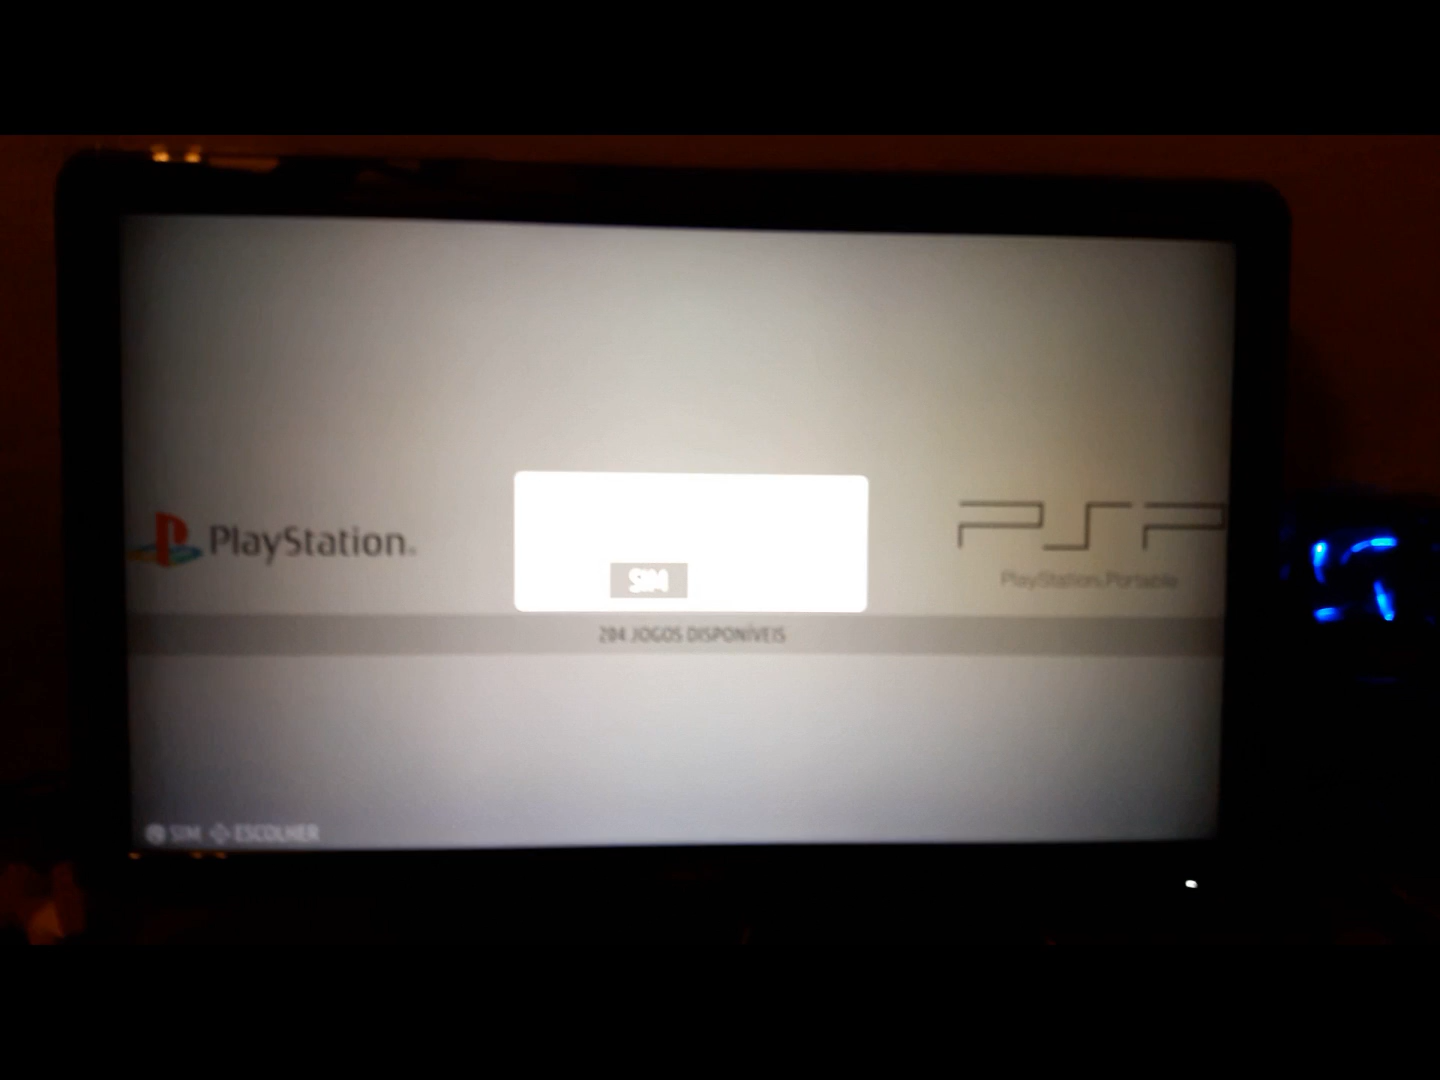 PlayStation
SIM
PSP
PlayStation Portable
204 JOGOS DISPONÍVEIS
SIM ESCOLHER